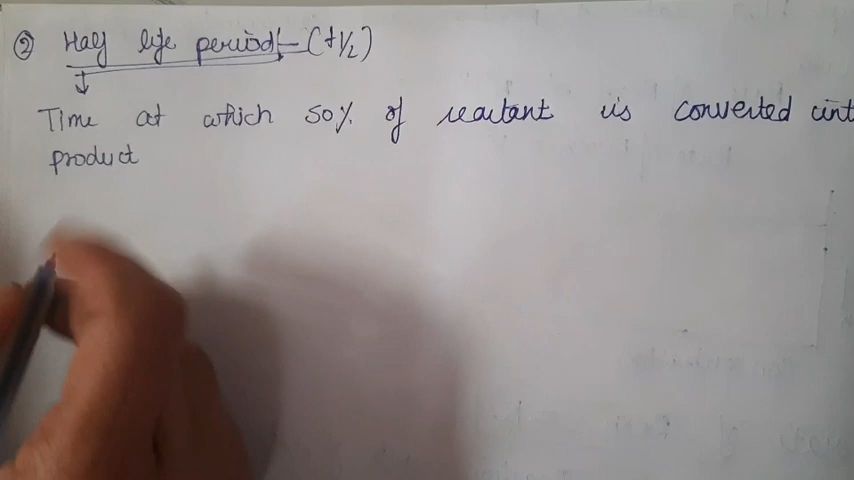 ② Half life period - (t½)
Time at which 50% of reactant is converted int
product